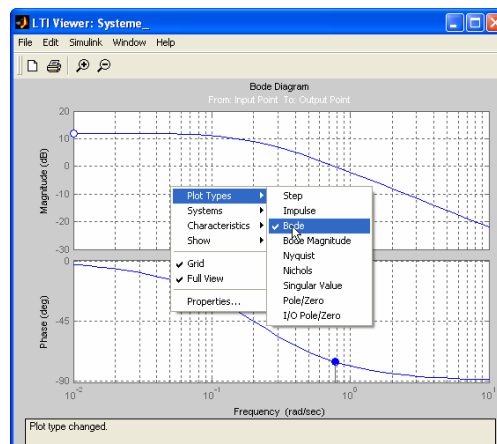 LTI Viewer: Systeme_
File Edit Simulink Window Help
Bode Diagram
From: Input Point To: Output Point
Magnitude (dB)
20
10
0
-10
-20
-30
Plot Types
Systems
Characteristics
Show
Grid
Full View
Properties...
Step
Impulse
Bode
Bode Magnitude
Nyquist
Nichols
Singular Value
Pole/Zero
I/O Pole/Zero
Phase (deg)
0
-45
-90
10^-2 10^-1 10^0 10^1
Frequency (rad/sec)
Plot type changed.